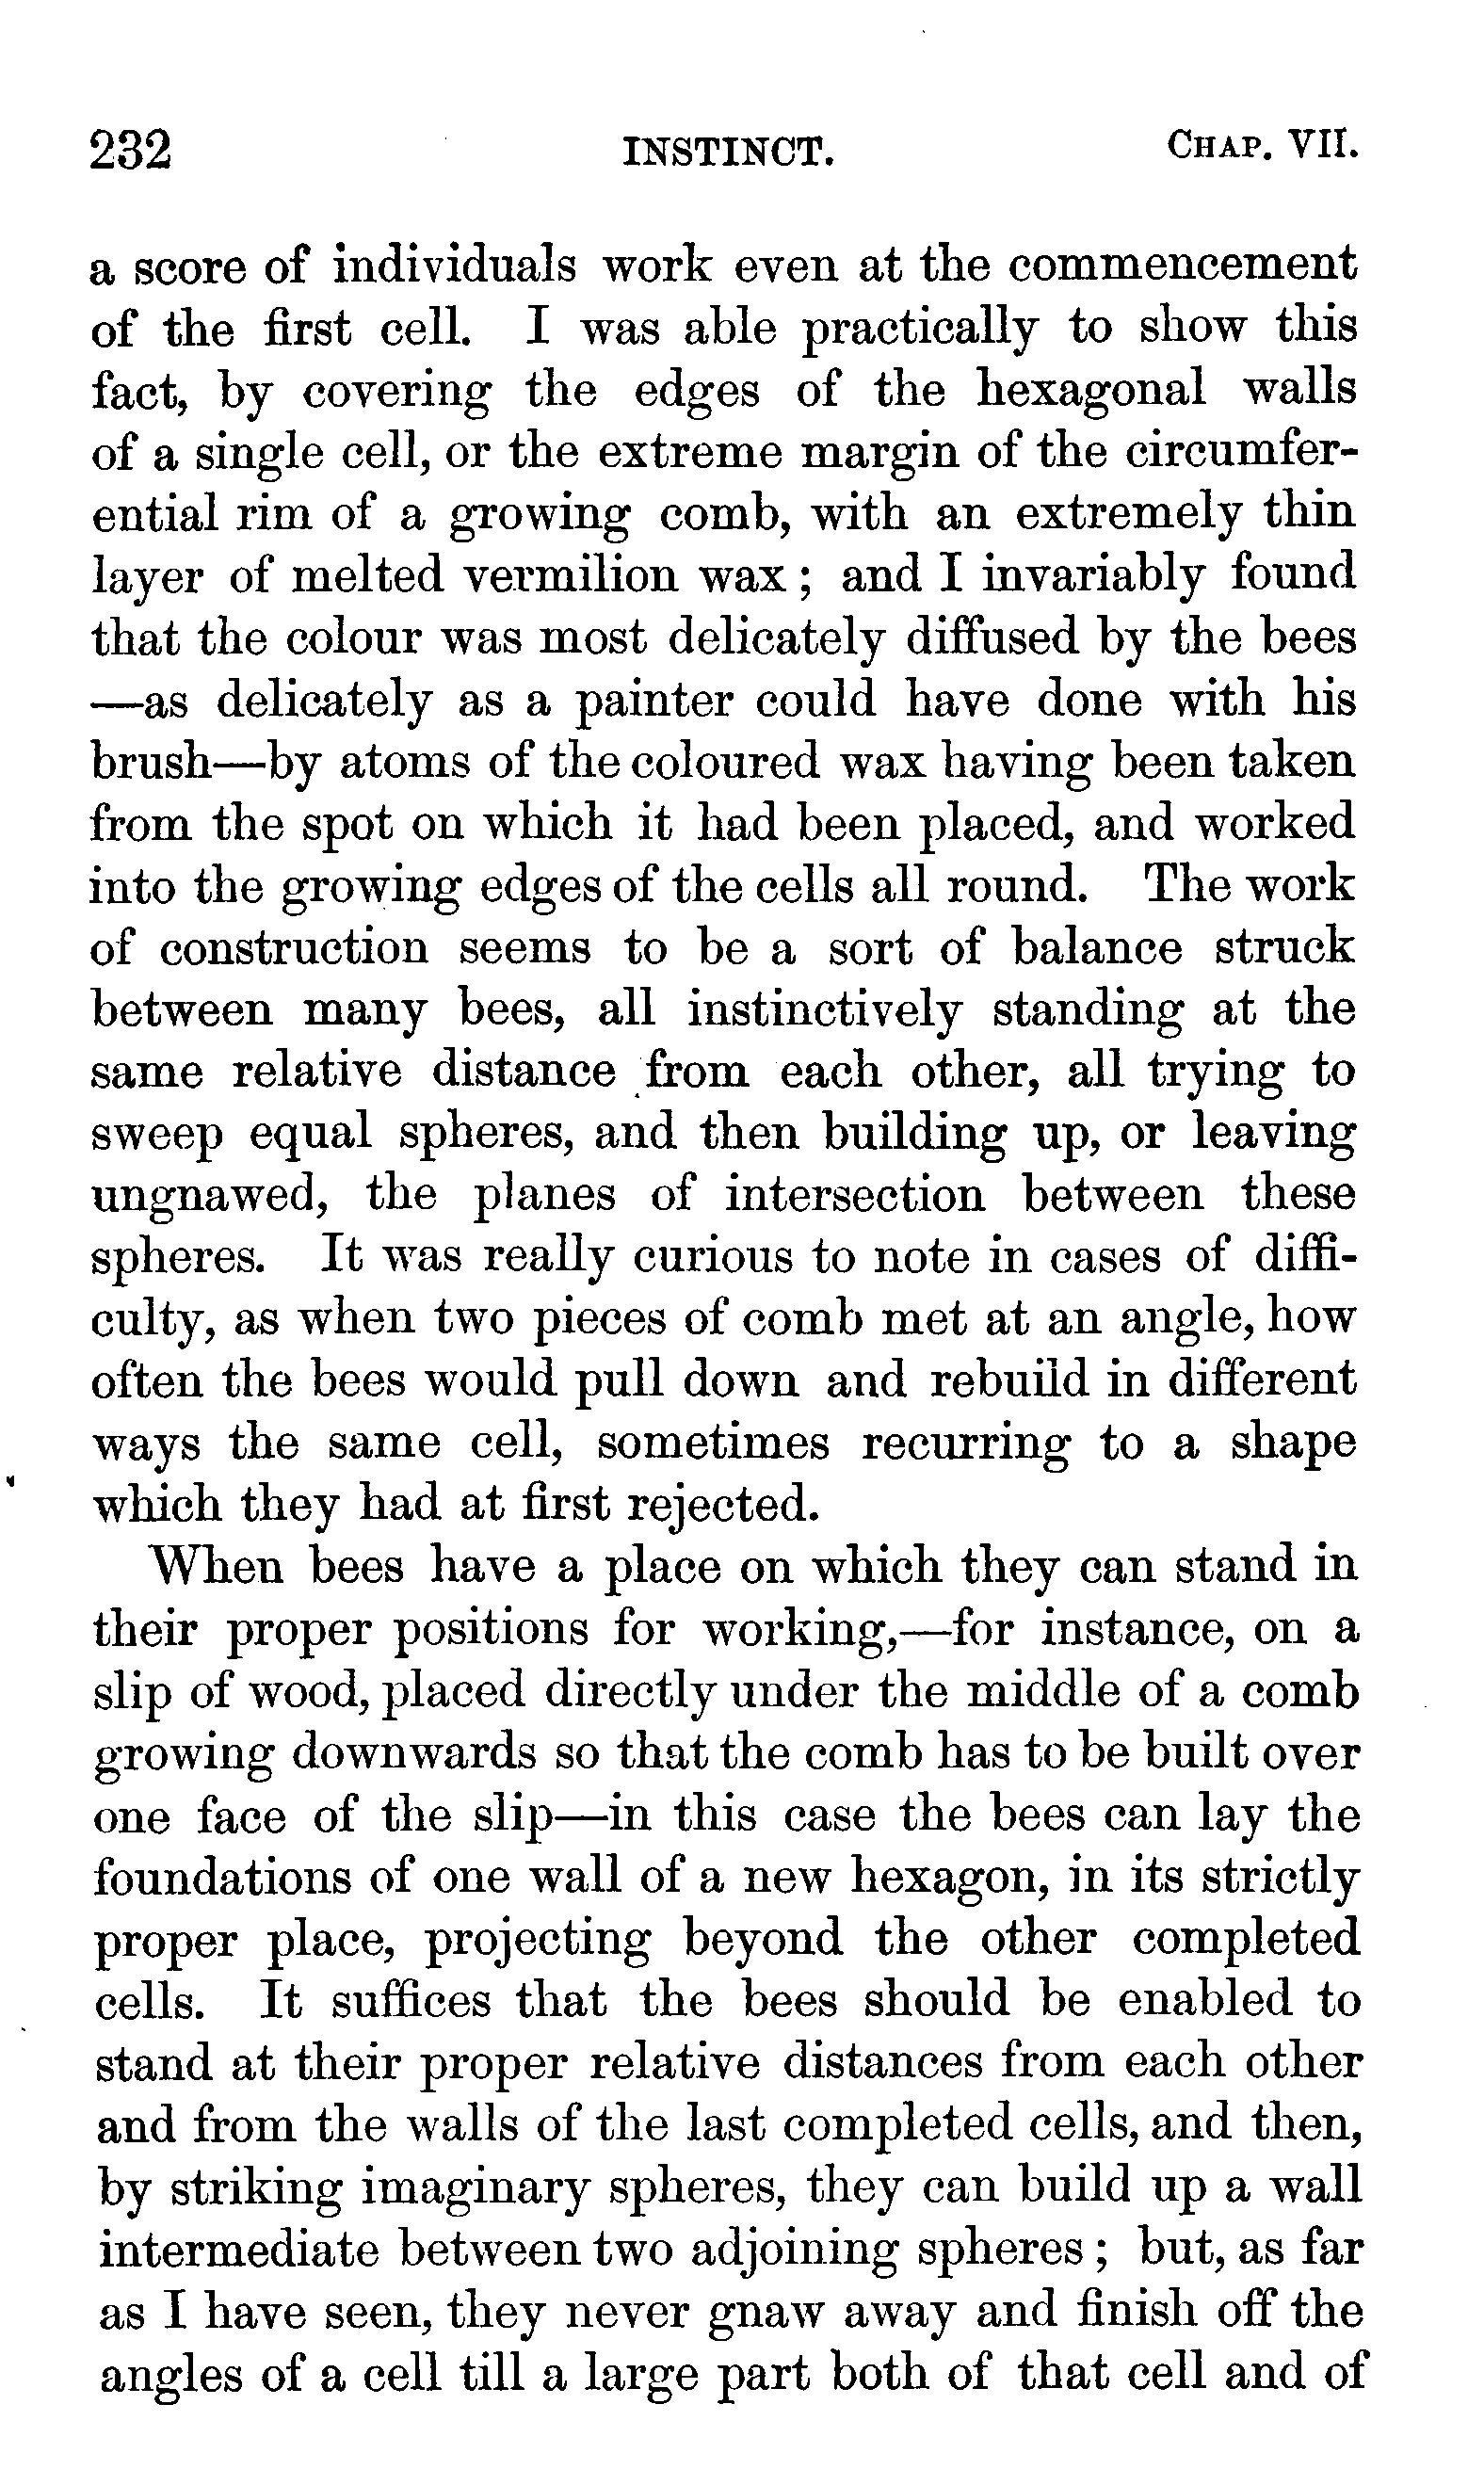 232 INSTINCT. CHAP. VII.
a score of individuals work even at the commencement
of the first cell. I was able practically to show this
fact, by covering the edges of the hexagonal walls
of a single cell, or the extreme margin of the circumfer-
ential rim of a growing comb, with an extremely thin
layer of melted vermilion wax; and I invariably found
that the colour was most delicately diffused by the bees
—as delicately as a painter could have done with his
brush—by atoms of the coloured wax having been taken
from the spot on which it had been placed, and worked
into the growing edges of the cells all round. The work
of construction seems to be a sort of balance struck
between many bees, all instinctively standing at the
same relative distance from each other, all trying to
sweep equal spheres, and then building up, or leaving
ungnawed, the planes of intersection between these
spheres. It was really curious to note in cases of diffi-
culty, as when two pieces of comb met at an angle, how
often the bees would pull down and rebuild in different
ways the same cell, sometimes recurring to a shape
which they had at first rejected.
When bees have a place on which they can stand in
their proper positions for working,—for instance, on a
slip of wood, placed directly under the middle of a comb
growing downwards so that the comb has to be built over
one face of the slip—in this case the bees can lay the
foundations of one wall of a new hexagon, in its strictly
proper place, projecting beyond the other completed
cells. It suffices that the bees should be enabled to
stand at their proper relative distances from each other
and from the walls of the last completed cells, and then,
by striking imaginary spheres, they can build up a wall
intermediate between two adjoining spheres; but, as far
as I have seen, they never gnaw away and finish off the
angles of a cell till a large part both of that cell and of